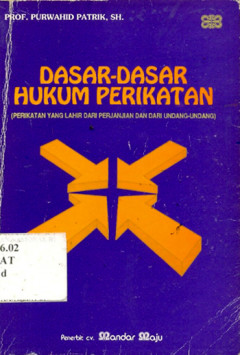 PROF. PURWAHID PATRIK, SH.
DASAR-DASAR
HUKUM PERIKATAN
(PERIKATAN YANG LAHIR DARI PERJANJIAN DAN DARI UNDANG-UNDANG)
6.02
AT
d
Penerbit cv. Mandar Maju